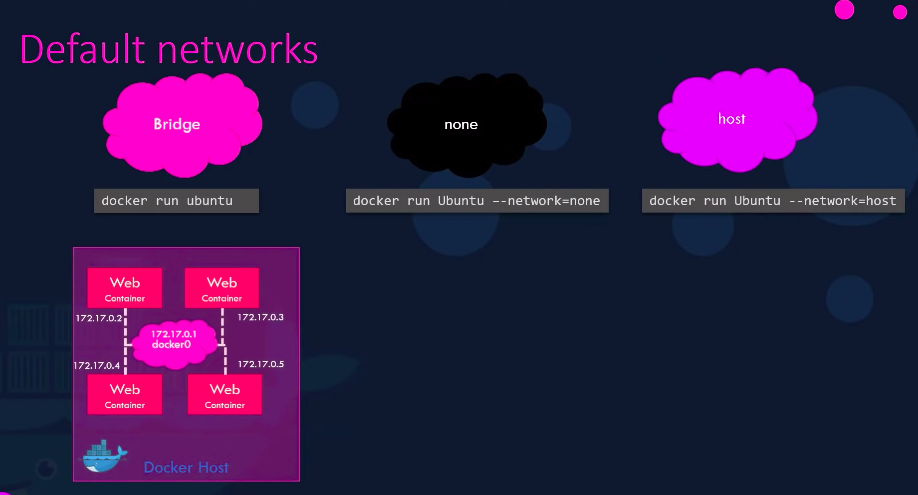 Default networks
Bridge
none
host
docker run ubuntu
docker run Ubuntu –-network=none
docker run Ubuntu --network=host
Web
Container
Web
Container
172.17.0.2
172.17.0.3
172.17.0.1
docker0
172.17.0.4
172.17.0.5
Web
Container
Web
Container
Docker Host